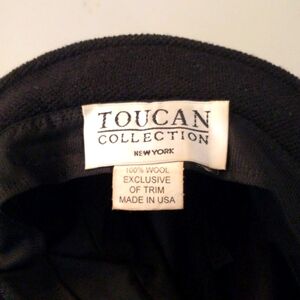 TOUCAN
COLLECTION
NEW YORK
100% WOOL
EXCLUSIVE
OF TRIM
MADE IN USA